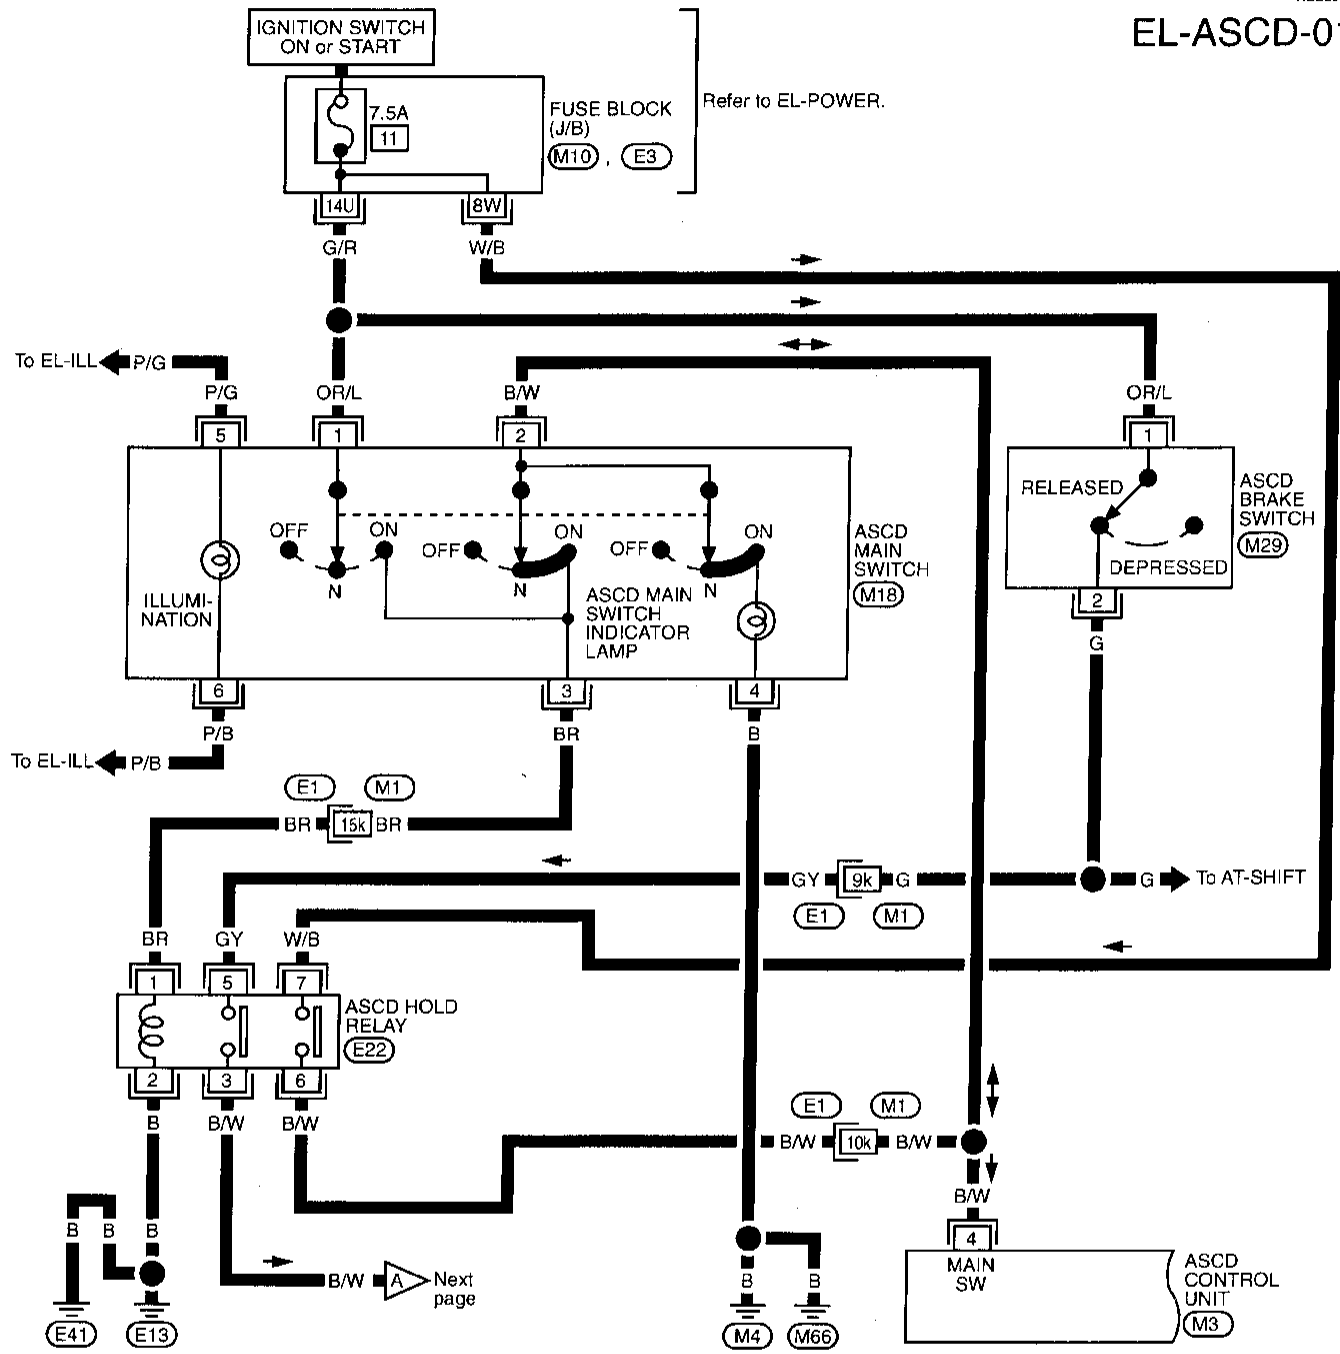 EL-ASCD-0
IGNITION SWITCH
ON or START
7.5A
11
FUSE BLOCK
(J/B)
M10 , E3
Refer to EL-POWER.
14U
8W
G/R
W/B
To EL-ILL
P/G
P/G
OR/L
B/W
OR/L
5
1
2
1
RELEASED
DEPRESSED
ASCD
BRAKE
SWITCH
M29
OFF
ON
N
OFF
ON
N
OFF
ON
N
ASCD
MAIN
SWITCH
M18
ILLUMI-
NATION
ASCD MAIN
SWITCH
INDICATOR
LAMP
2
G
6
3
4
P/B
BR
B
To EL-ILL
P/B
E1
M1
BR
15k
BR
GY
9k
G
G
To AT-SHIFT
E1
M1
BR
GY
W/B
1
5
7
ASCD HOLD
RELAY
E22
2
3
6
B
B/W
B/W
E1
M1
B/W
10k
B/W
B/W
4
MAIN
SW
ASCD
CONTROL
UNIT
M3
B
B
B
B/W
A
Next
page
B
B
E41
E13
M4
M66